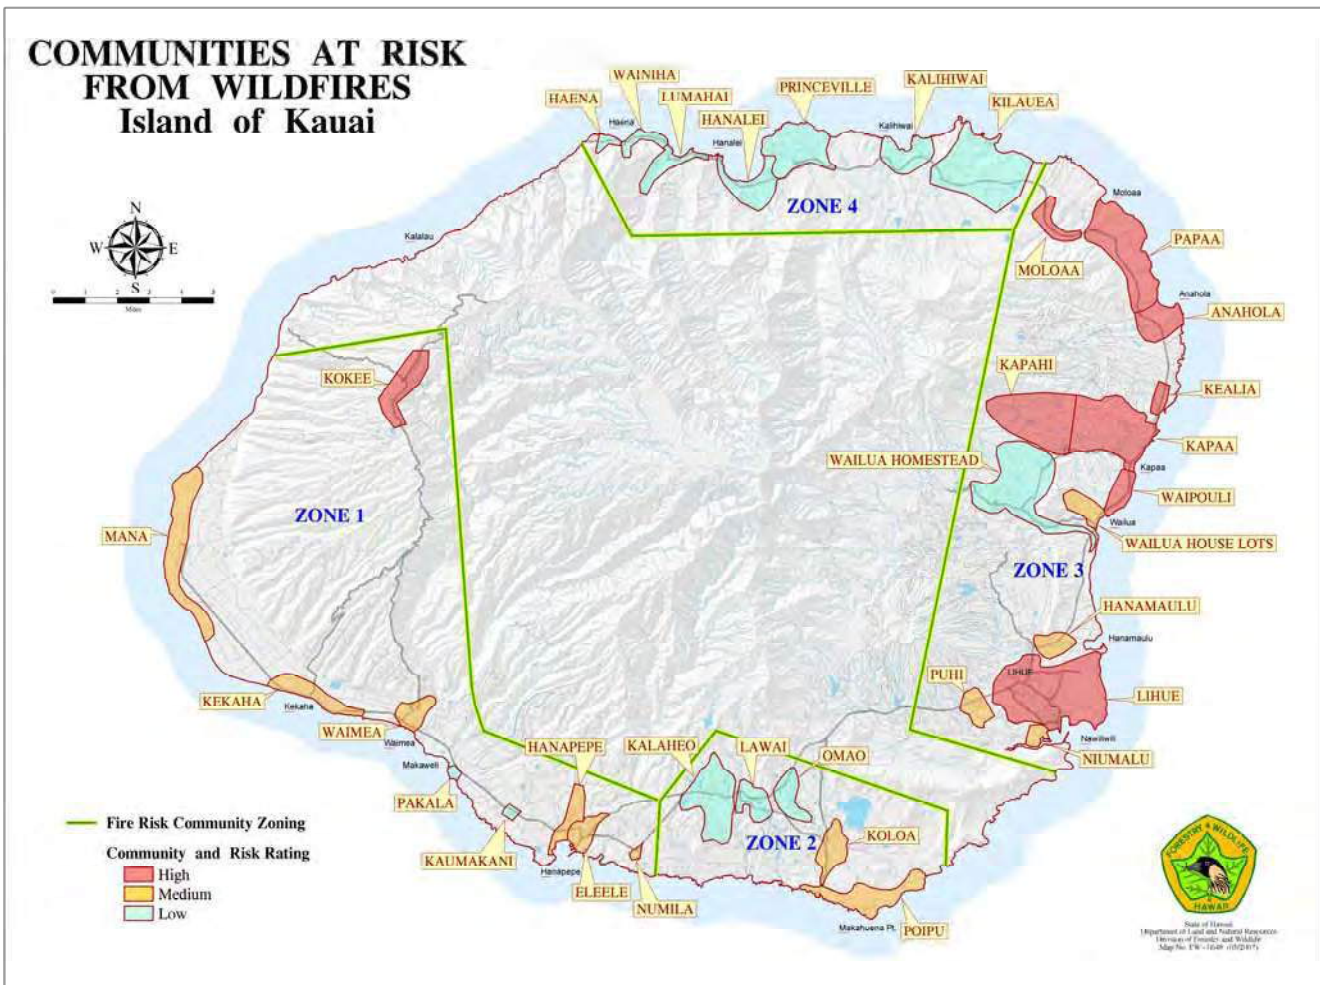 COMMUNITIES AT RISK
FROM WILDFIRES
Island of Kauai
N
W E
S
Miles
WAINIHA
HAENA
LUMAHAI
HANALEI
PRINCEVILLE
KALIHIWAI
KILAUEA
Haena
Hanalei
Kalihiwai
ZONE 4
Moloaa
PAPAA
MOLOAA
Kalalau
Anahola
ANAHOLA
KOKEE
KAPAHI
KEALIA
KAPAA
WAILUA HOMESTEAD
Kapaa
WAIPOULI
MANA
ZONE 1
Wailua
WAILUA HOUSE LOTS
ZONE 3
HANAMAULU
Hanamaulu
PUHI
LIHUE
LIHUE
KEKAHA
Kekaha
WAIMEA
Waimea
Nawiliwili
NIUMALU
HANAPEPE
KALAHEO
LAWAI
OMAO
Makaweli
PAKALA
KAUMAKANI
Hanapepe
ELEELE
NUMILA
ZONE 2
KOLOA
Makahuena Pt.
POIPU
Fire Risk Community Zoning
Community and Risk Rating
High
Medium
Low
FORESTRY & WILDLIFE
HAWAII
State of Hawaii
Department of Land and Natural Resources
Division of Forestry and Wildlife